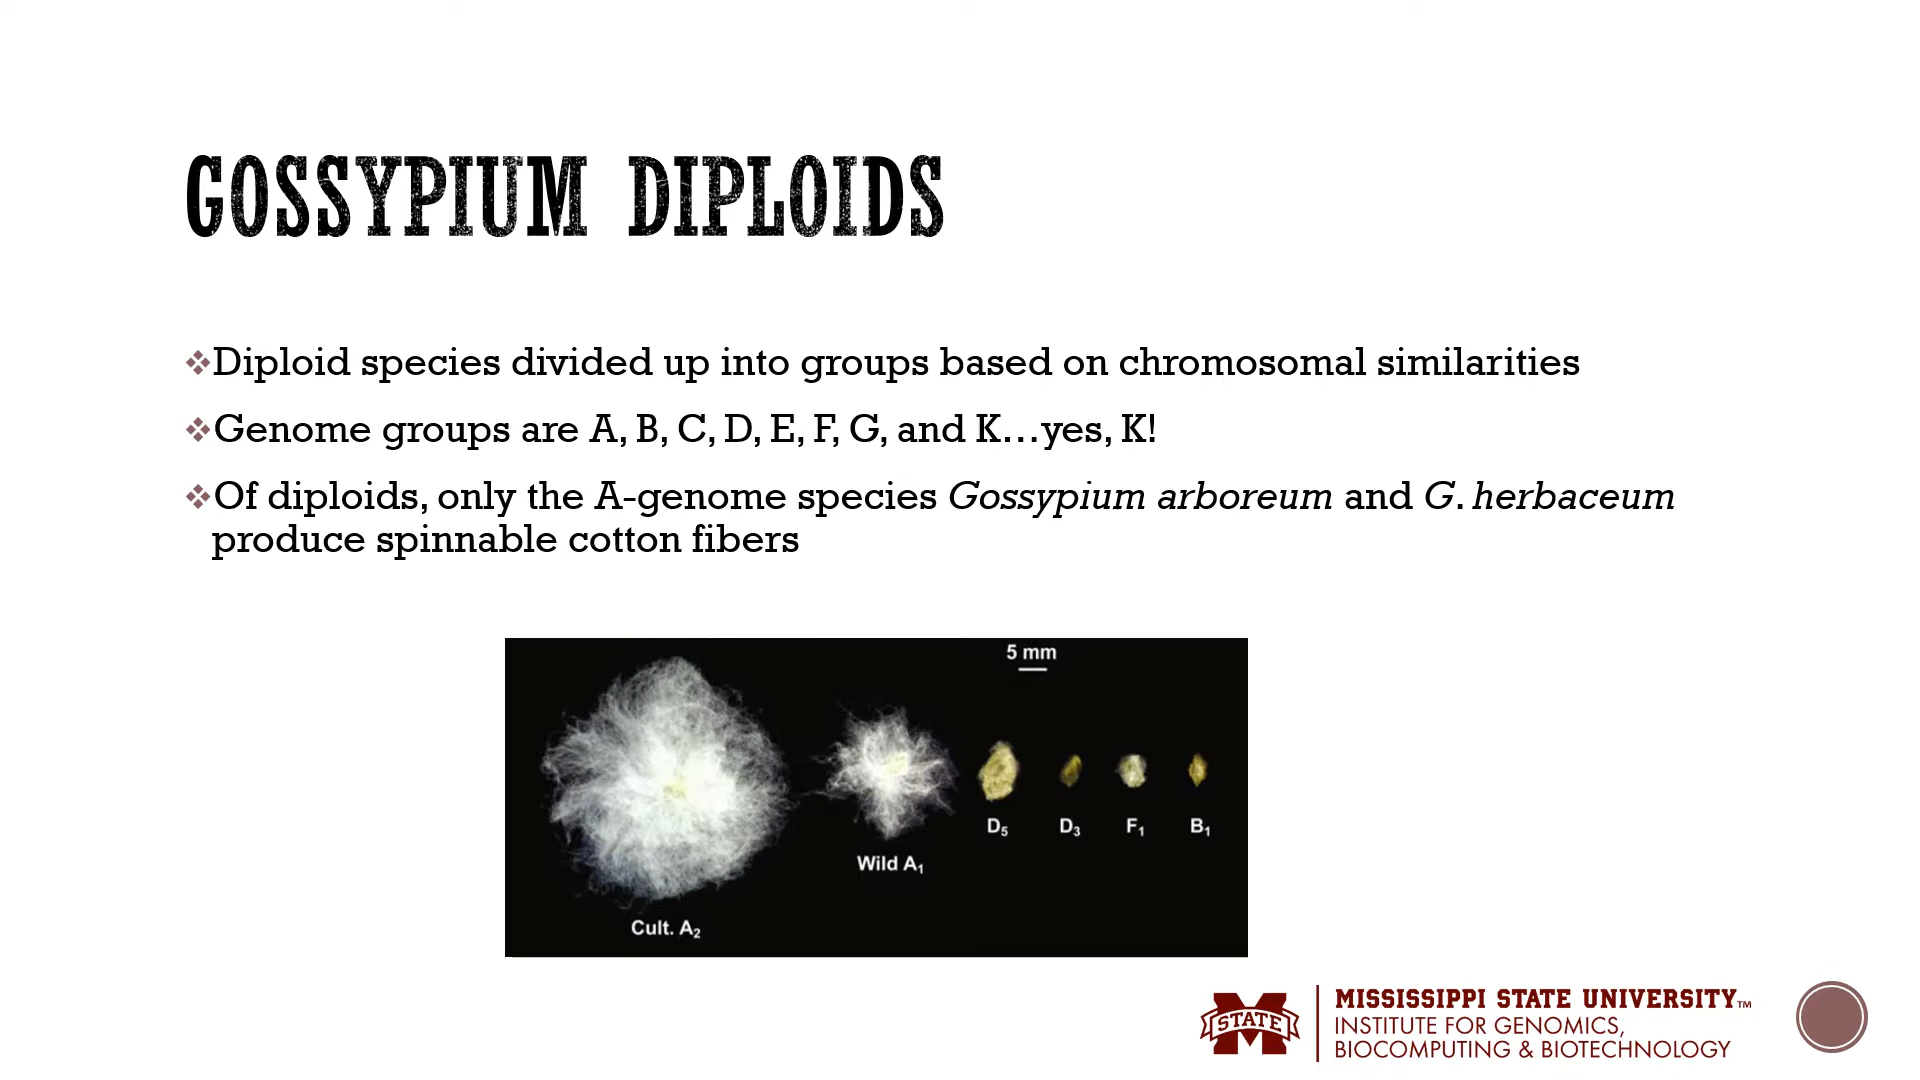 GOSSYPIUM DIPLOIDS
❖Diploid species divided up into groups based on chromosomal similarities
❖Genome groups are A, B, C, D, E, F, G, and K…yes, K!
❖Of diploids, only the A-genome species Gossypium arboreum and G. herbaceum
produce spinnable cotton fibers
5 mm
D₅ D₃ F₁ B₁
Wild A₁
Cult. A₂
STATE
MISSISSIPPI STATE UNIVERSITY™
INSTITUTE FOR GENOMICS,
BIOCOMPUTING & BIOTECHNOLOGY